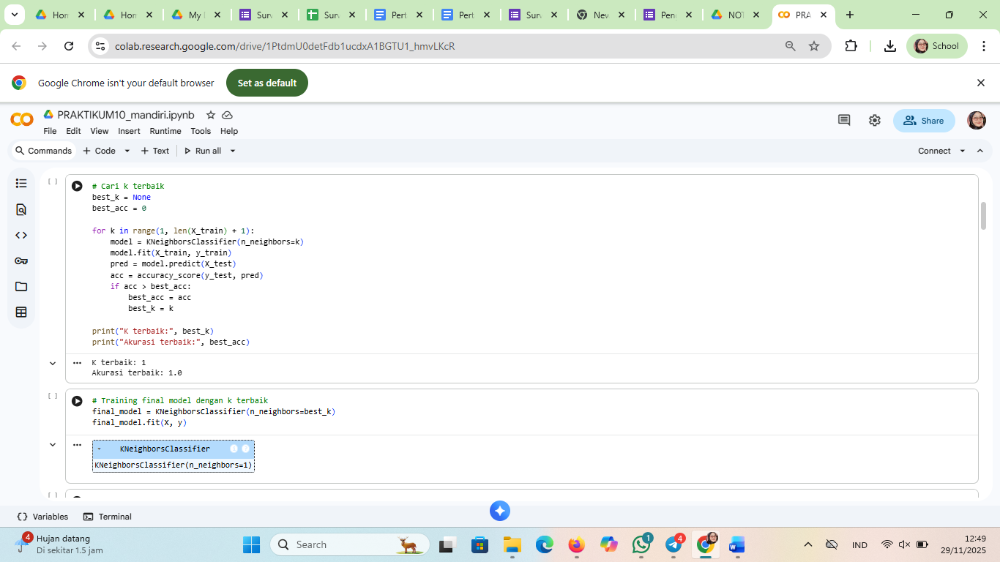 Hor
Hor
My
Surv
Surv
Pert
Pert
Surv
Nev
Pen
NOT
PRA
colab.research.google.com/drive/1PtdmU0detFdb1ucdxA1BGTU1_hmvLKcR
School
Google Chrome isn't your default browser
Set as default
PRAKTIKUM10_mandiri.ipynb
File Edit View Insert Runtime Tools Help
Share
Commands + Code + Text Run all
Connect
[ ]
# Cari k terbaik
best_k = None
best_acc = 0
for k in range(1, len(X_train) + 1):
    model = KNeighborsClassifier(n_neighbors=k)
    model.fit(X_train, y_train)
    pred = model.predict(X_test)
    acc = accuracy_score(y_test, pred)
    if acc > best_acc:
        best_acc = acc
        best_k = k
print("K terbaik:", best_k)
print("Akurasi terbaik:", best_acc)
K terbaik: 1
Akurasi terbaik: 1.0
[ ]
# Training final model dengan k terbaik
final_model = KNeighborsClassifier(n_neighbors=best_k)
final_model.fit(X, y)
KNeighborsClassifier
KNeighborsClassifier(n_neighbors=1)
[ ]
Variables Terminal
4
Hujan datang
Di sekitar 1.5 jam
Search
1
4
IND
12:49
29/11/2025